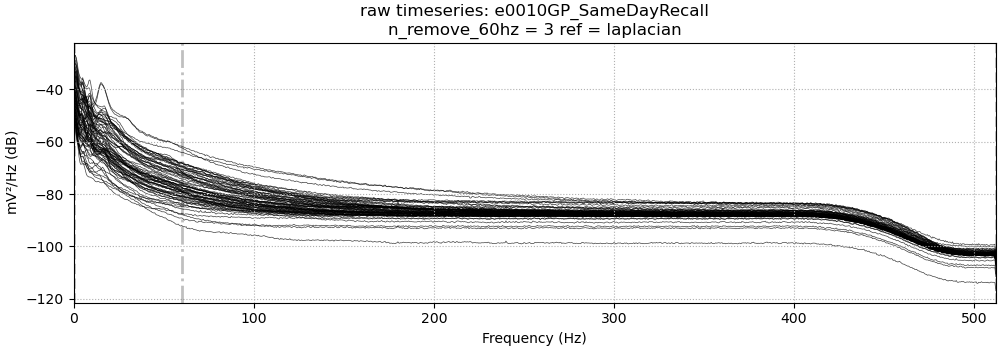 raw timeseries: e0010GP_SameDayRecall
n_remove_60hz = 3 ref = laplacian
mV²/Hz (dB)
−40
−60
−80
−100
−120
0 100 200 300 400 500
Frequency (Hz)